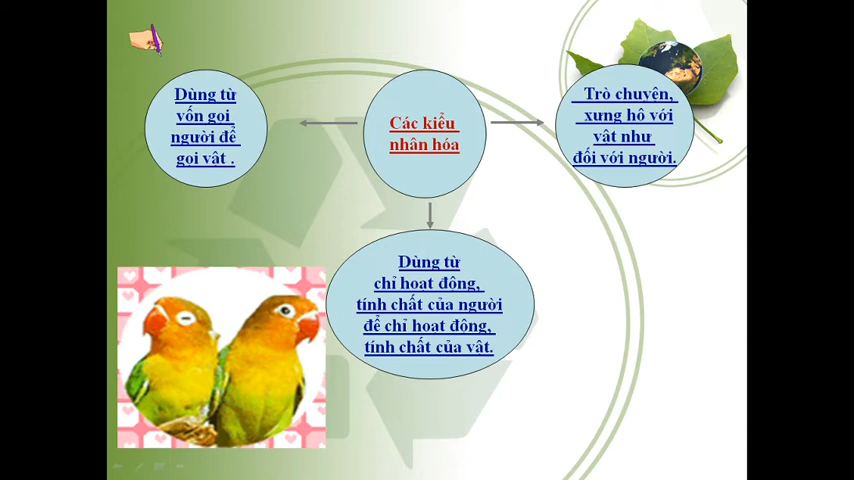 Dùng từ
vốn gọi
người để
gọi vật .
Các kiểu
nhân hóa
Trò chuyện,
xưng hô với
vật như
đối với người.
Dùng từ
chỉ hoạt động,
tính chất của người
để chỉ hoạt động,
tính chất của vật.